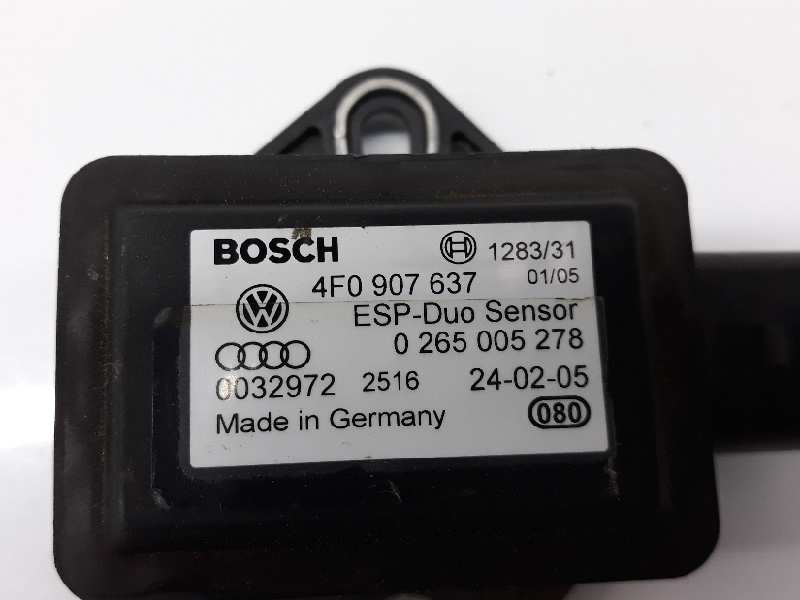 BOSCH 1283/31
4F0 907 637 01/05
ESP-Duo Sensor
0 265 005 278
0032972 2516 24-02-05
Made in Germany 080